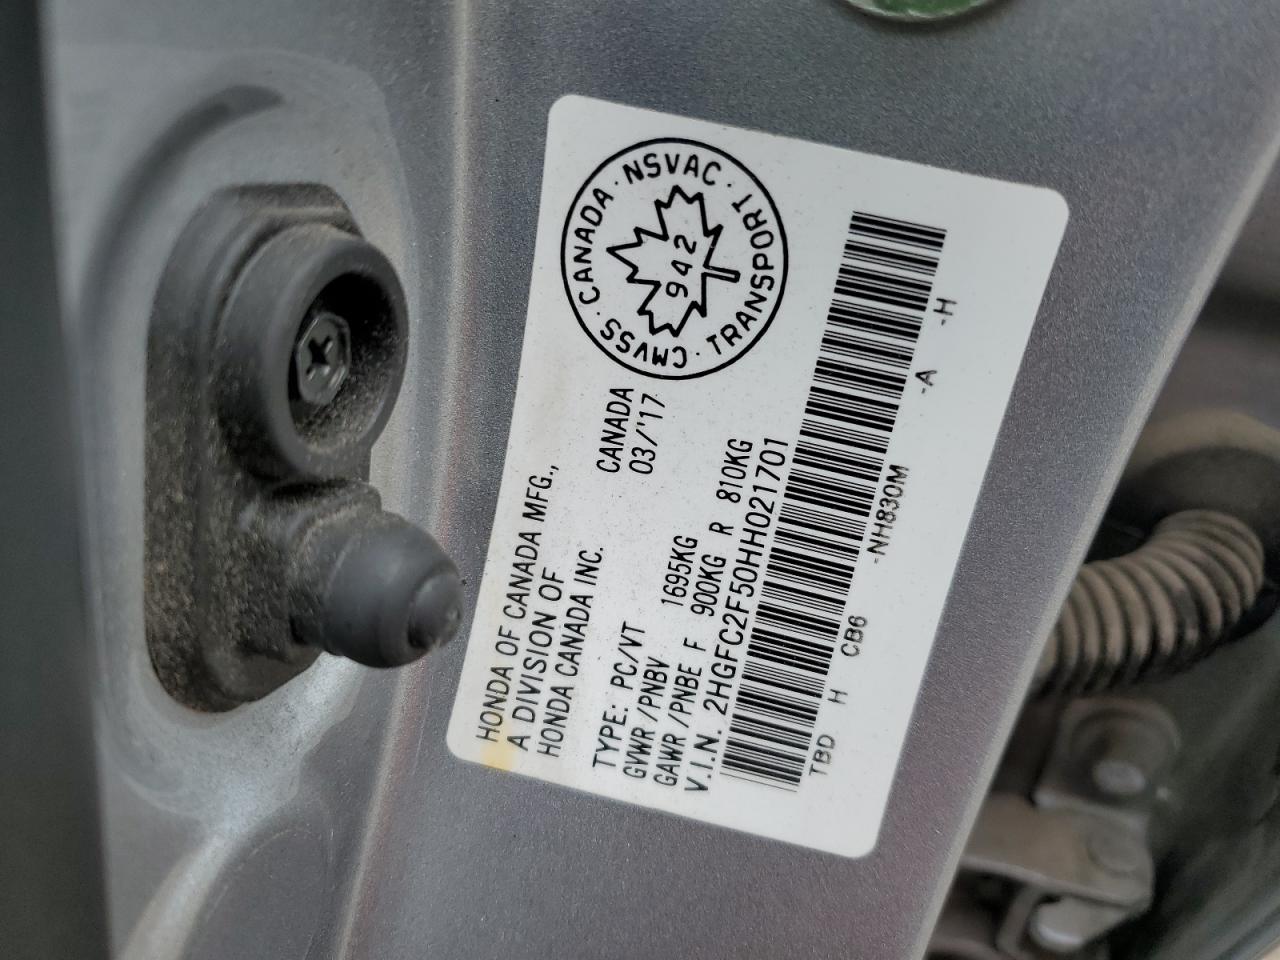 HONDA OF CANADA MFG.,
A DIVISION OF
HONDA CANADA INC.
CANADA
03/'17
TYPE: PC/VT
GVWR/PNBV 1695KG
GAWR/PNBE F 900KG R 810KG
V.I.N. 2HGFC2F50HH021701
TBD H CB6 -NH830M -A -H
CANADA · NSVAC · TRANSPORT · CMVSS ·
942